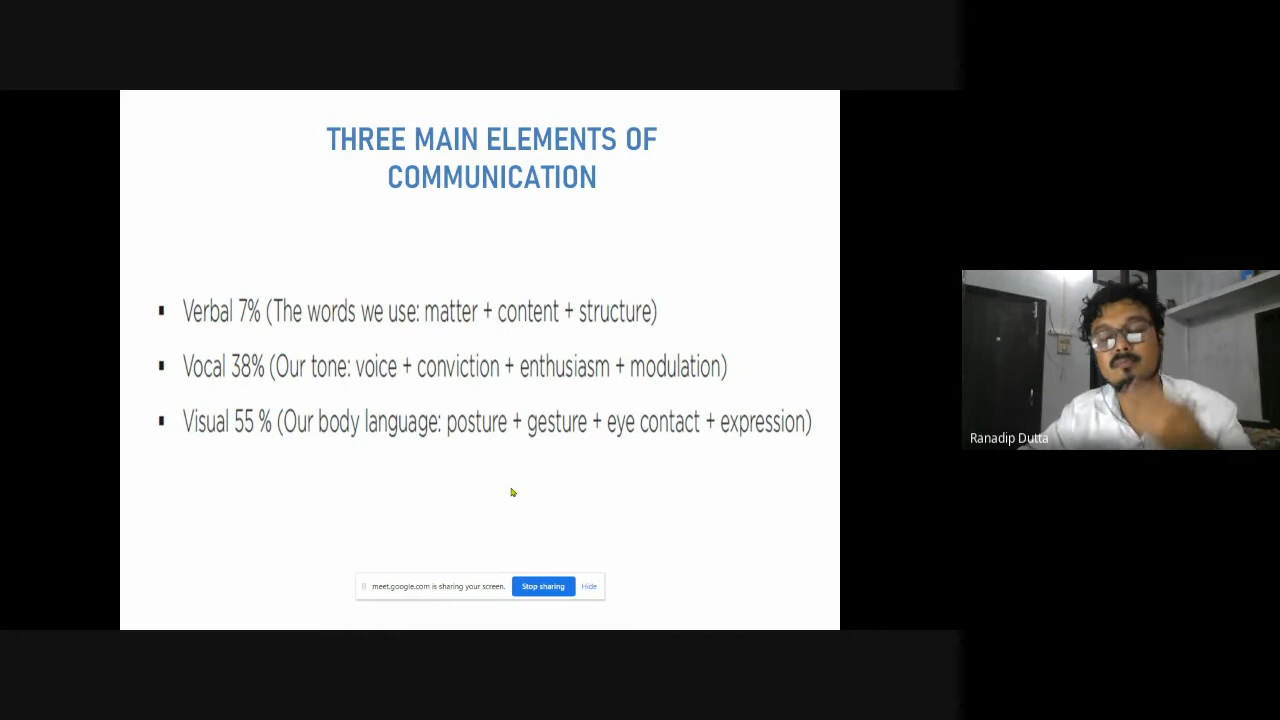 THREE MAIN ELEMENTS OF
COMMUNICATION
▪ Verbal 7% (The words we use: matter + content + structure)
▪ Vocal 38% (Our tone: voice + conviction + enthusiasm + modulation)
▪ Visual 55 % (Our body language: posture + gesture + eye contact + expression)
meet.google.com is sharing your screen. Stop sharing Hide
Ranadip Dutta